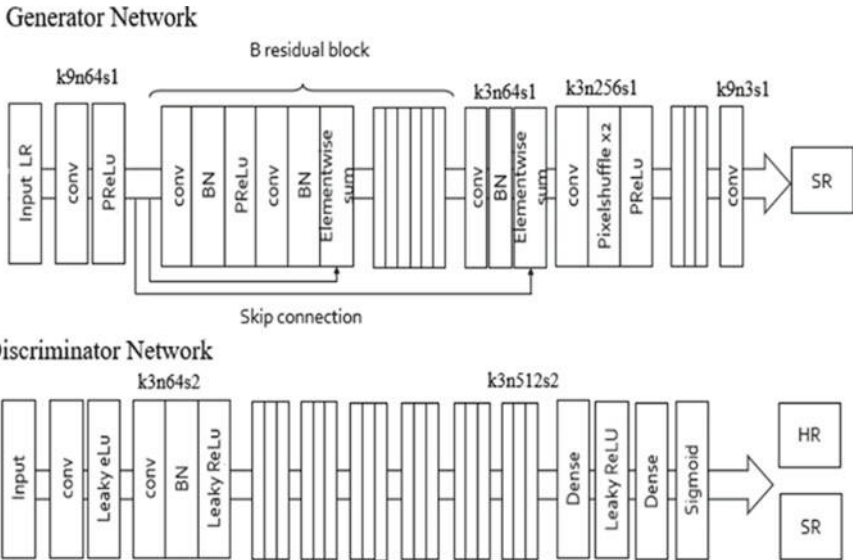 Generator Network
B residual block
k9n64s1
k3n64s1
k3n256s1
k9n3s1
Input LR
conv
PReLu
conv
BN
PReLu
conv
BN
Elementwise sum
conv
BN
Elementwise sum
conv
Pixelshuffle x2
PReLu
conv
SR
Skip connection
iscriminator Network
k3n64s2
k3n512s2
Input
conv
Leaky eLu
conv
BN
Leaky ReLu
Dense
Leaky ReLU
Dense
Sigmoid
HR
SR